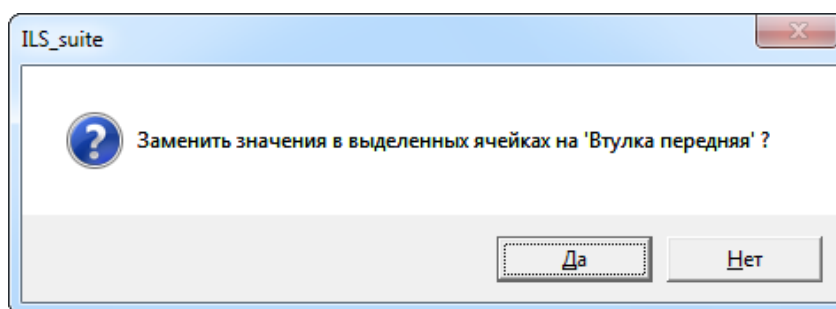 ILS_suite
Заменить значения в выделенных ячейках на 'Втулка передняя' ?
Да
Нет